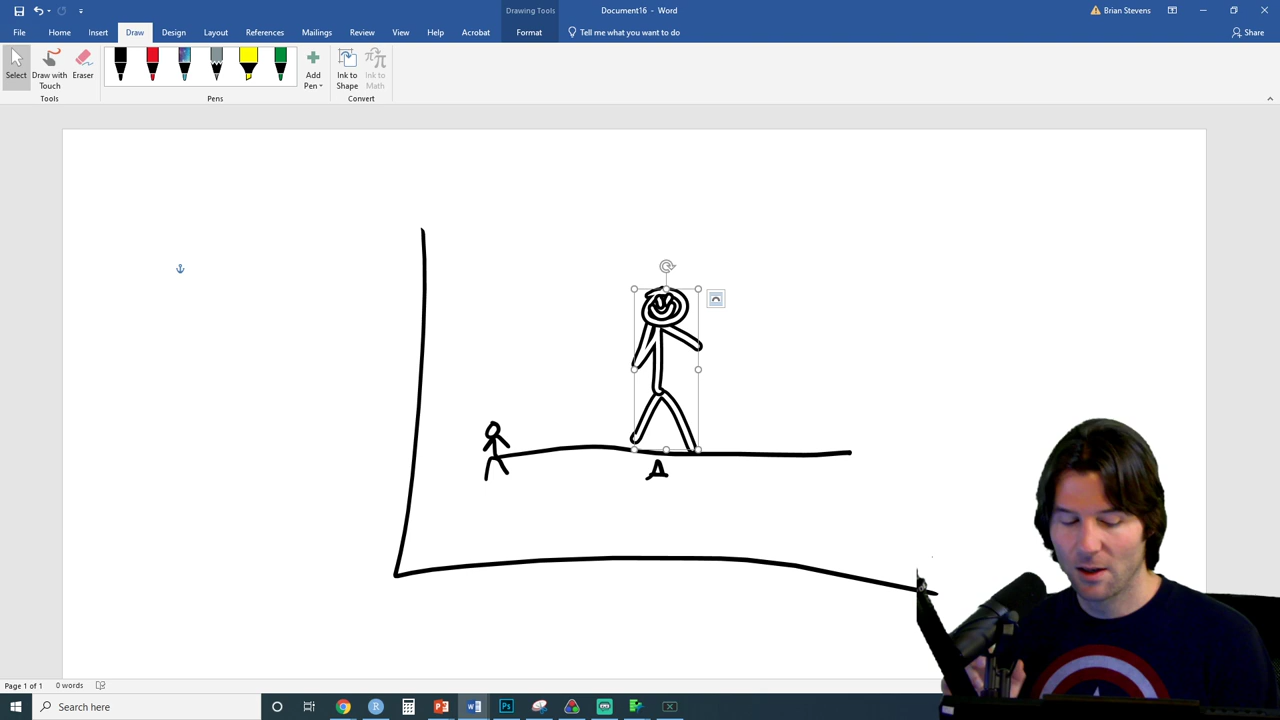 Drawing Tools
Document16 - Word
Brian Stevens
File Home Insert Draw Design Layout References Mailings Review View Help Acrobat Format Tell me what you want to do Share
Select
Draw with Touch
Eraser
Add Pen
Ink to Shape
Ink to Math
Tools
Pens
Convert
Page 1 of 1 0 words
Search here